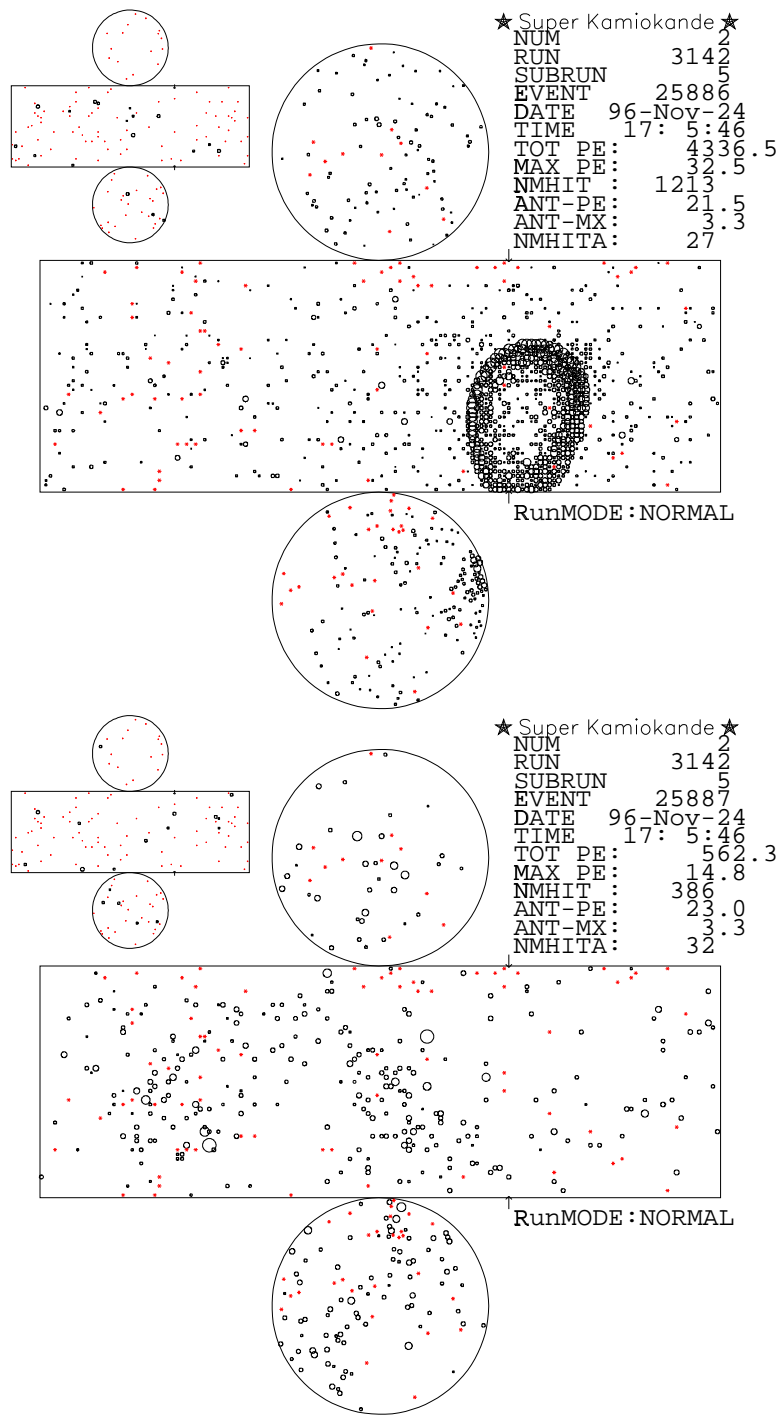 ★ Super Kamiokande ★
NUM 2
RUN 3142
SUBRUN 5
EVENT 25886
DATE 96-Nov-24
TIME 17: 5:46
TOT PE: 4336.5
MAX PE: 32.5
NMHIT : 1213
ANT-PE: 21.5
ANT-MX: 3.3
NMHITA: 27
RunMODE:NORMAL
★ Super Kamiokande ★
NUM 2
RUN 3142
SUBRUN 5
EVENT 25887
DATE 96-Nov-24
TIME 17: 5:46
TOT PE: 562.3
MAX PE: 14.8
NMHIT : 386
ANT-PE: 23.0
ANT-MX: 3.3
NMHITA: 32
RunMODE:NORMAL